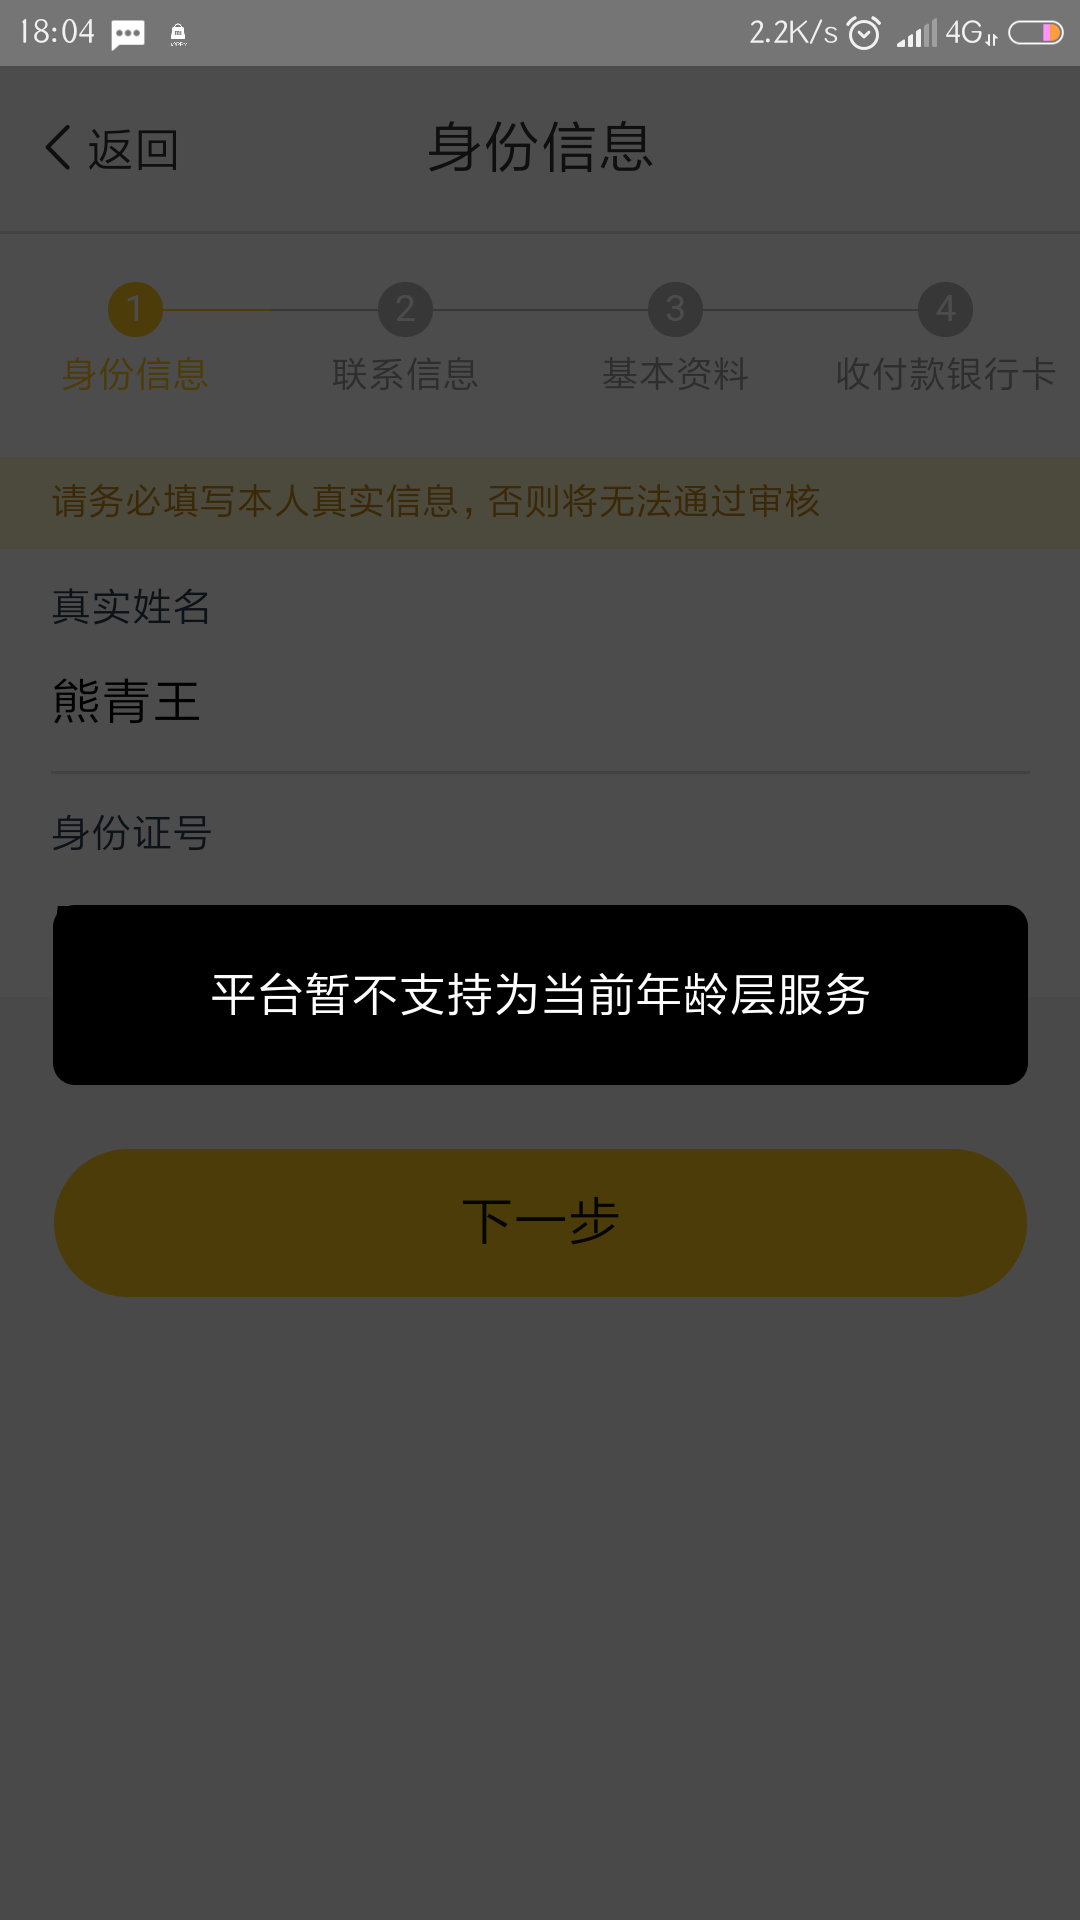 18:04
2.2K/s 4G
返回
身份信息
1 2 3 4
身份信息 联系信息 基本资料 收付款银行卡
请务必填写本人真实信息，否则将无法通过审核
真实姓名
熊青王
身份证号
平台暂不支持为当前年龄层服务
下一步